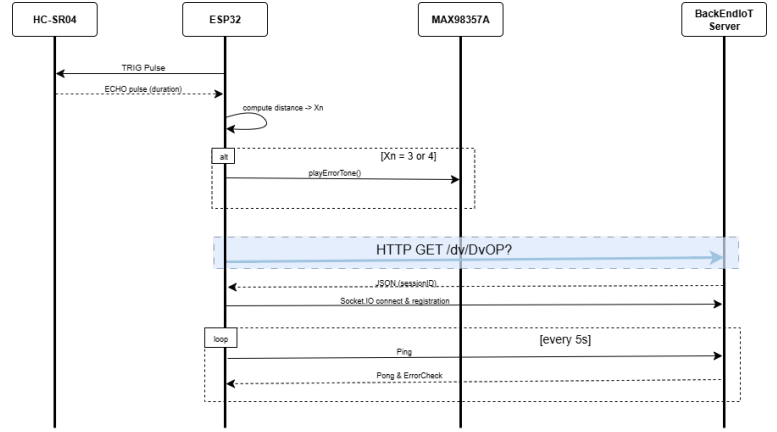 HC-SR04
ESP32
MAX98357A
BackEndIoT
Server
TRIG Pulse
ECHO pulse (duration)
compute distance -> Xn
alt
[Xn = 3 or 4]
playErrorTone()
HTTP GET /dv/DvOP?
JSON (sessionID)
Socket.IO connect & registration
loop
[every 5s]
Ping
Pong & ErrorCheck